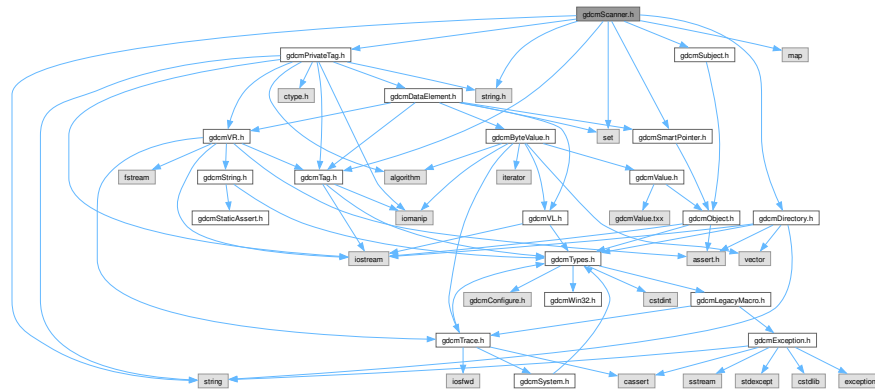 gdcmScanner.h
gdcmPrivateTag.h
gdcmSubject.h
map
ctype.h
gdcmDataElement.h
string.h
gdcmVR.h
gdcmByteValue.h
set
gdcmSmartPointer.h
fstream
gdcmString.h
gdcmTag.h
algorithm
iterator
gdcmValue.h
gdcmStaticAssert.h
iomanip
gdcmVL.h
gdcmValue.txx
gdcmObject.h
gdcmDirectory.h
iostream
gdcmTypes.h
assert.h
vector
gdcmConfigure.h
gdcmWin32.h
cstdint
gdcmLegacyMacro.h
gdcmTrace.h
gdcmException.h
string
iosfwd
gdcmSystem.h
cassert
sstream
stdexcept
cstdlib
exception